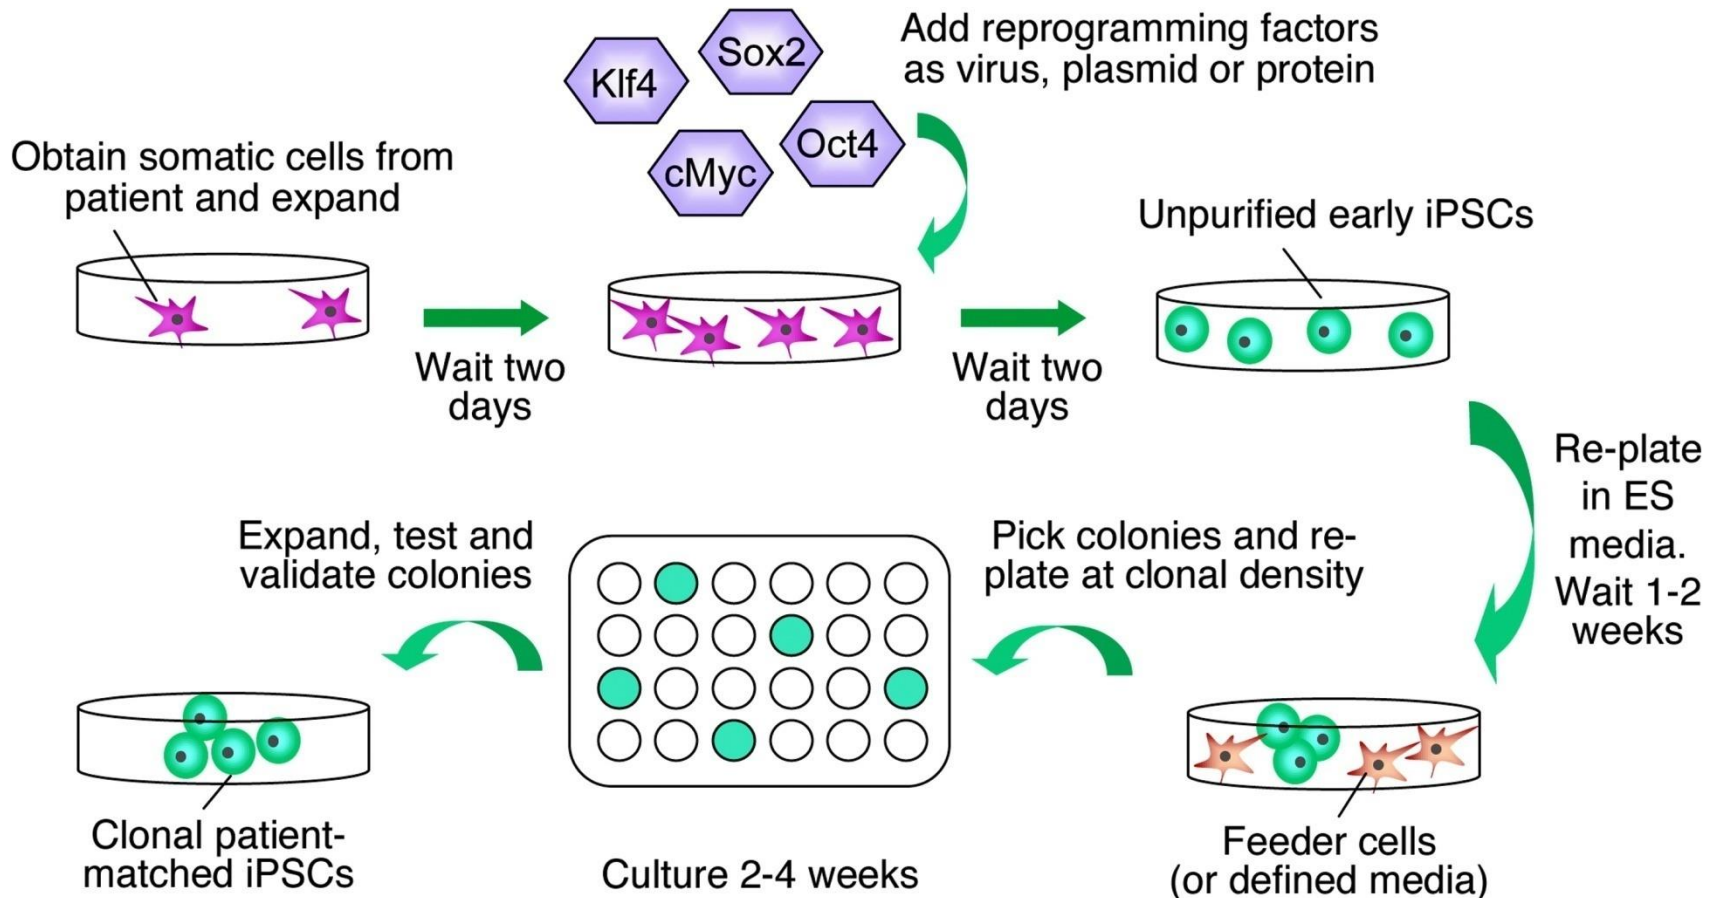 Obtain somatic cells from
patient and expand
Klf4
Sox2
cMyc
Oct4
Add reprogramming factors
as virus, plasmid or protein
Wait two
days
Wait two
days
Unpurified early iPSCs
Re-plate
in ES
media.
Wait 1-2
weeks
Feeder cells
(or defined media)
Pick colonies and re-
plate at clonal density
Culture 2-4 weeks
Expand, test and
validate colonies
Clonal patient-
matched iPSCs